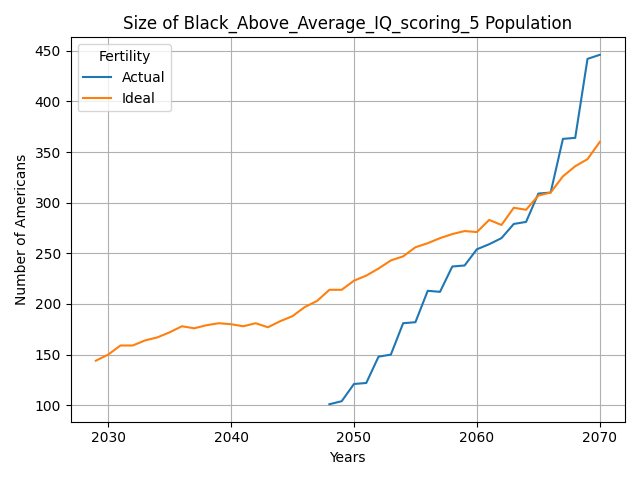 Size of Black_Above_Average_IQ_scoring_5 Population
Fertility
Actual
Ideal
450
400
350
300
250
200
150
100
Number of Americans
2030 2040 2050 2060 2070
Years